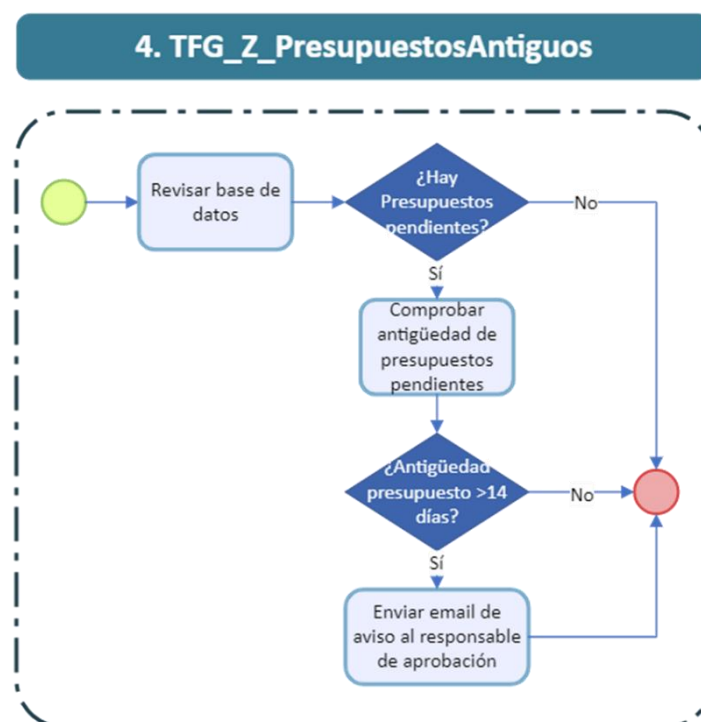 4. TFG_Z_PresupuestosAntiguos
Revisar base de
datos
¿Hay
Presupuestos
pendientes?
No
Sí
Comprobar
antigüedad de
presupuestos
pendientes
¿Antigüedad
presupuesto >14
días?
No
Sí
Enviar email de
aviso al responsable
de aprobación